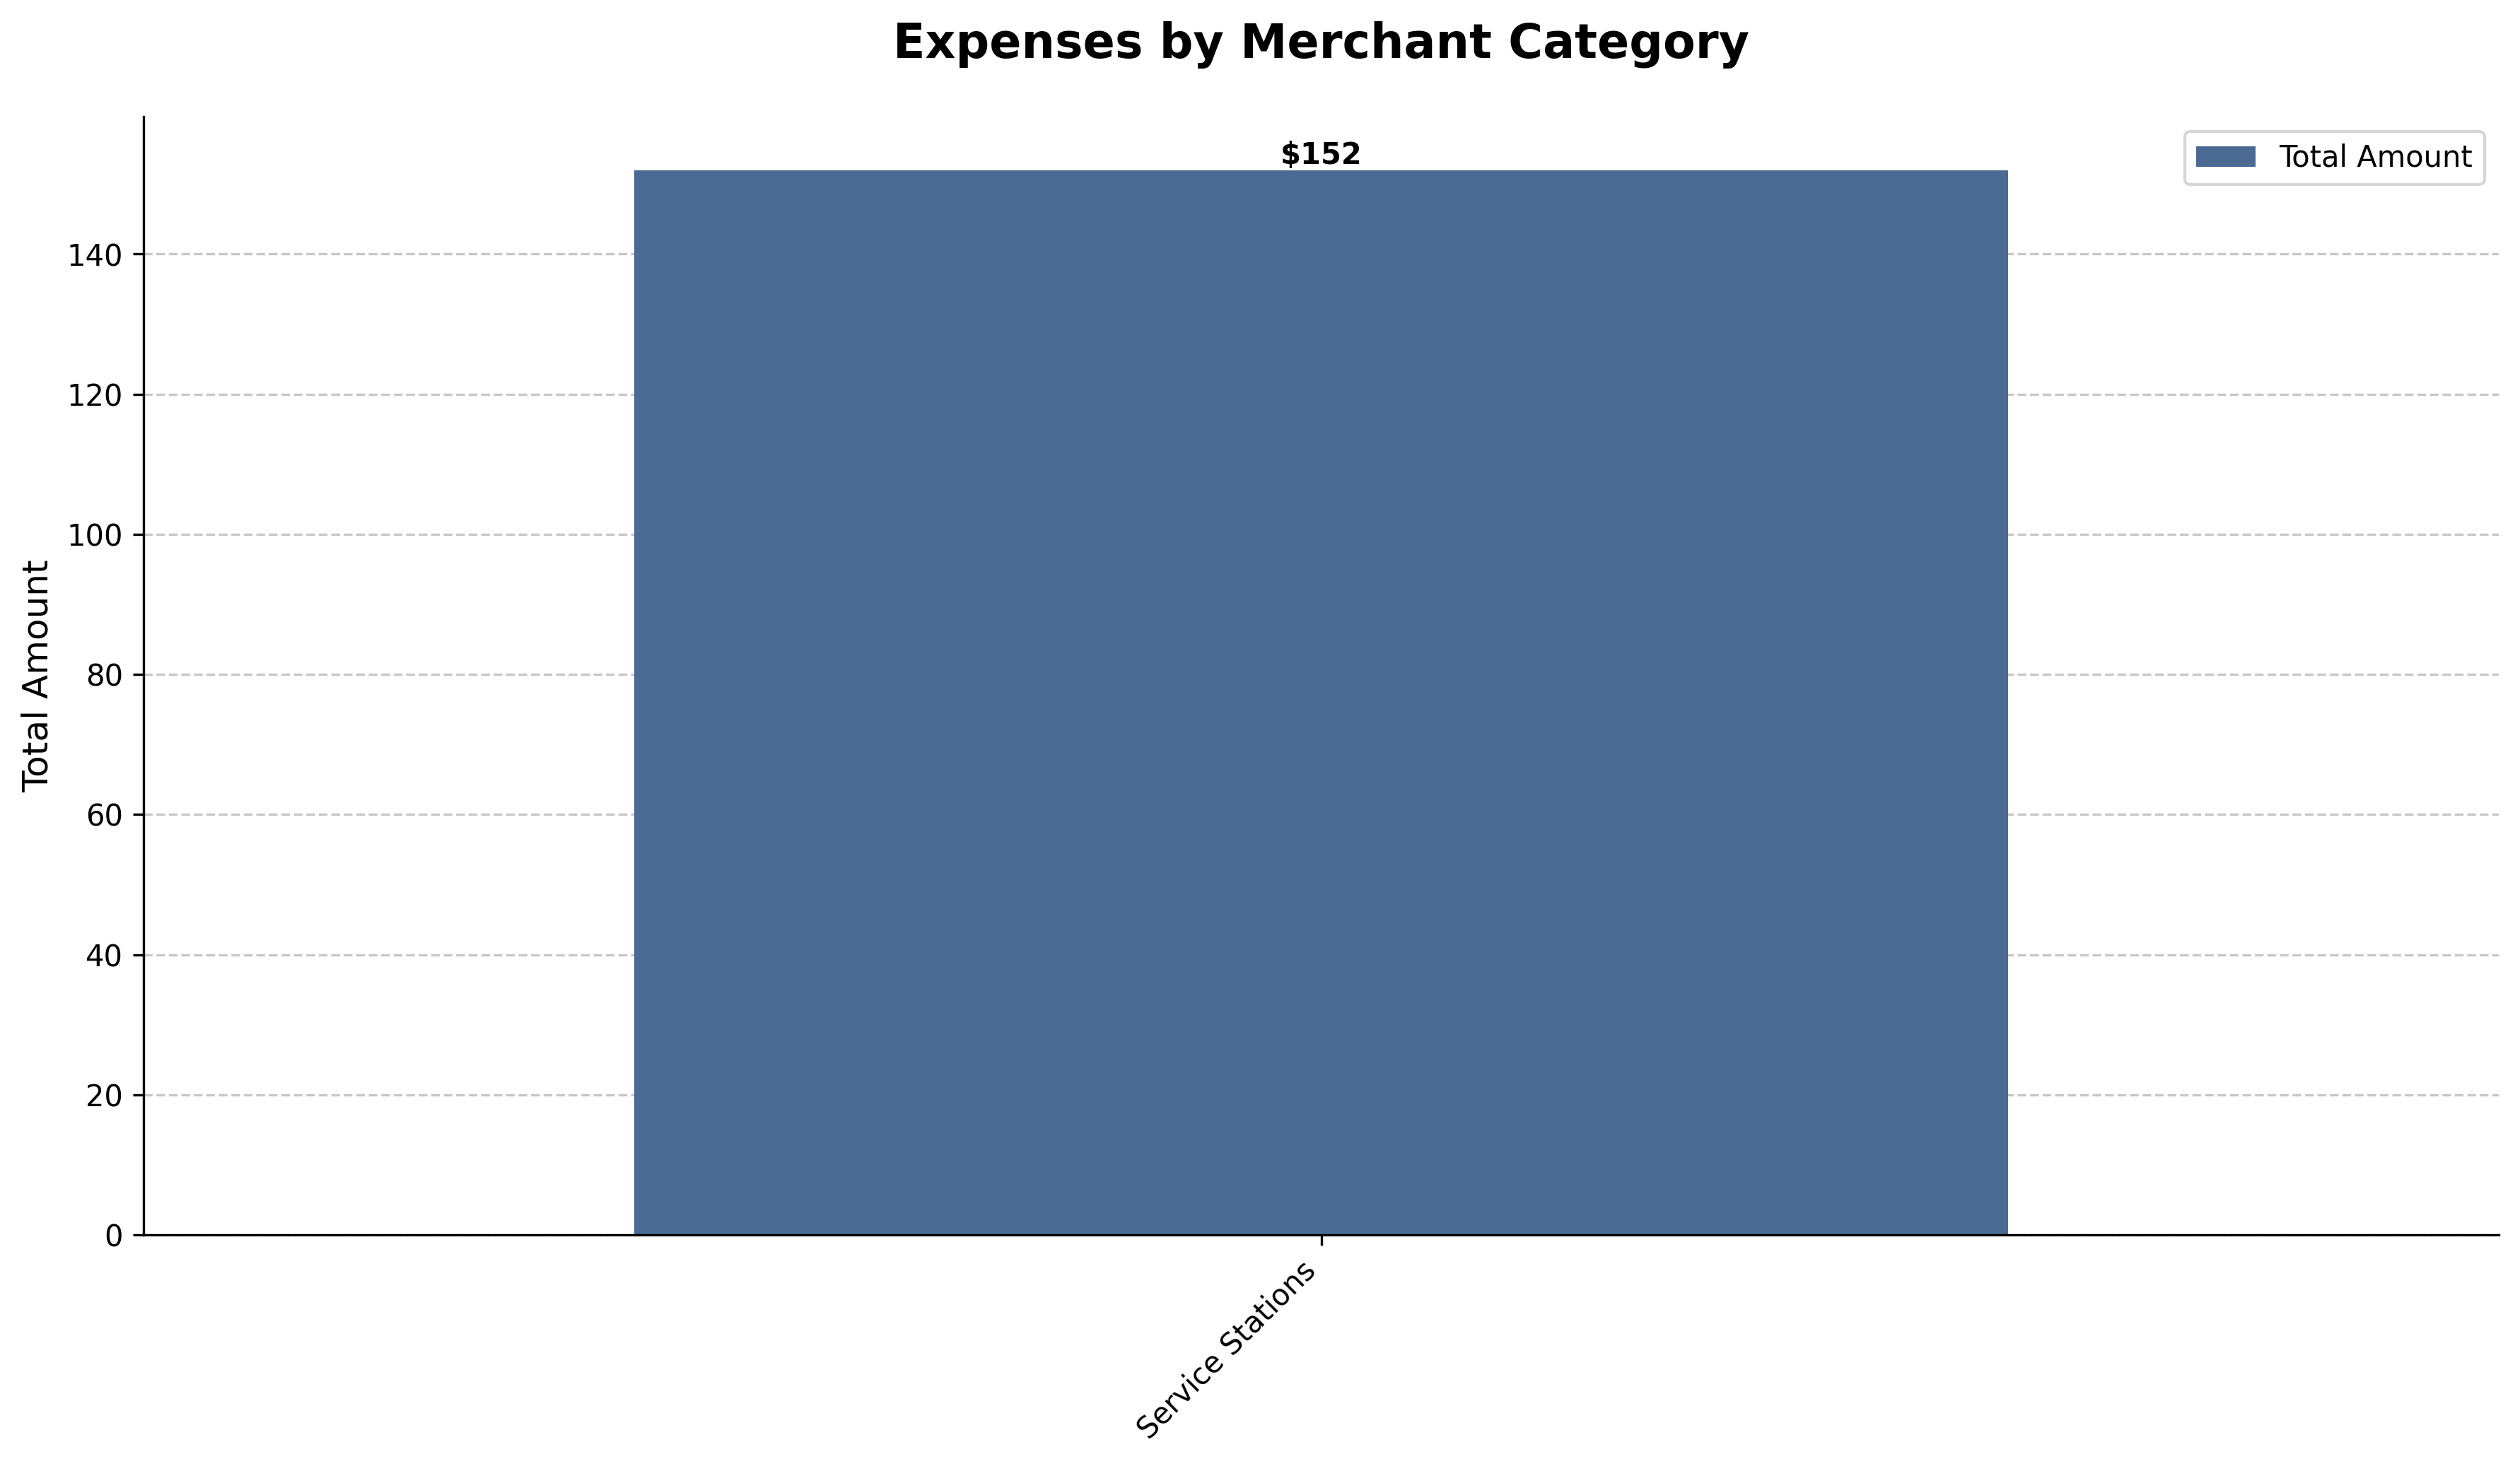 Expenses by Merchant Category
$152
Total Amount
140
120
100
80
60
40
20
0
Total Amount
Service Stations